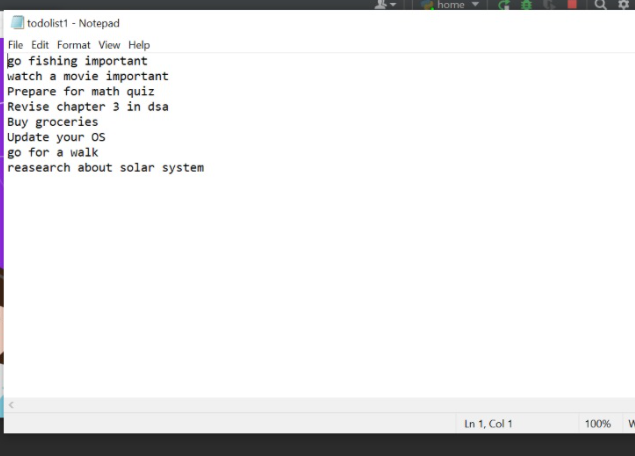 home
todolist1 - Notepad
File Edit Format View Help
go fishing important
watch a movie important
Prepare for math quiz
Revise chapter 3 in dsa
Buy groceries
Update your OS
go for a walk
reasearch about solar system
Ln 1, Col 1 100% W